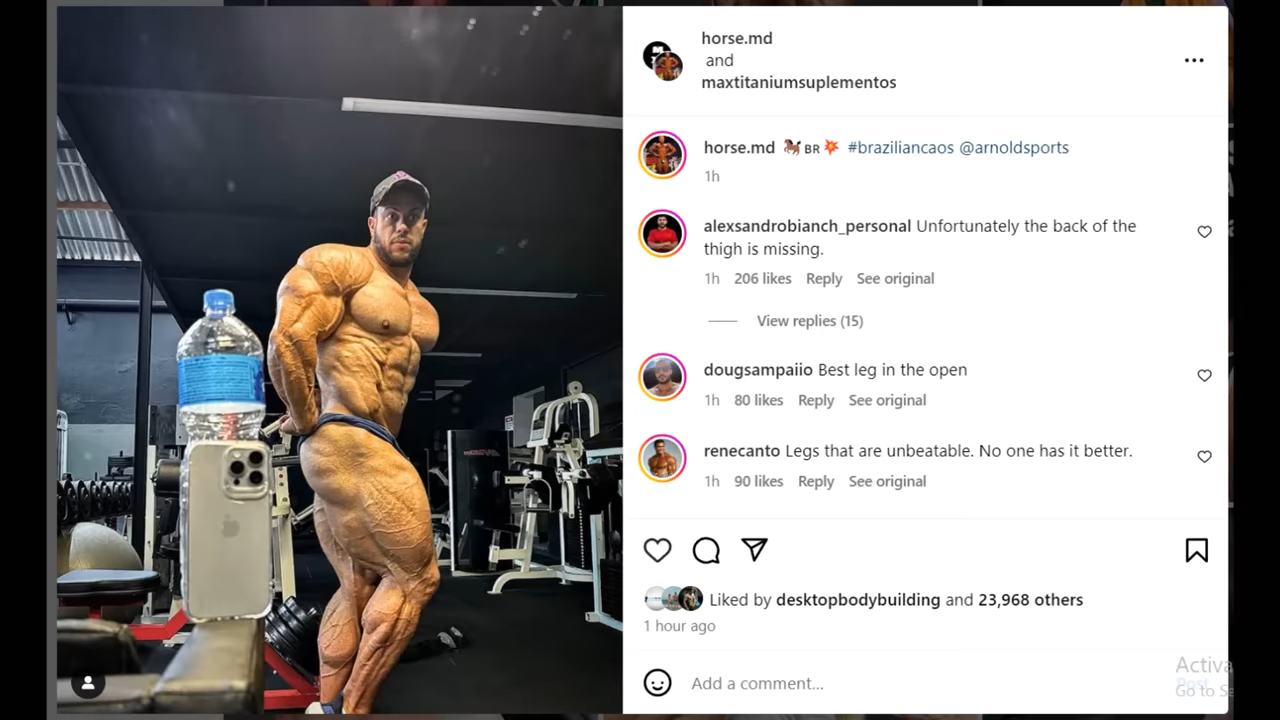 horse.md
and
maxtitaniumsuplementos
horse.md 🐎 BR 💥 #braziliancaos @arnoldsports
1h
alexsandrobianch_personal Unfortunately the back of the
thigh is missing.
1h 206 likes Reply See original
View replies (15)
dougsampaiio Best leg in the open
1h 80 likes Reply See original
renecanto Legs that are unbeatable. No one has it better.
1h 90 likes Reply See original
Liked by desktopbodybuilding and 23,968 others
1 hour ago
Add a comment...
Activa
Post
Go to Se